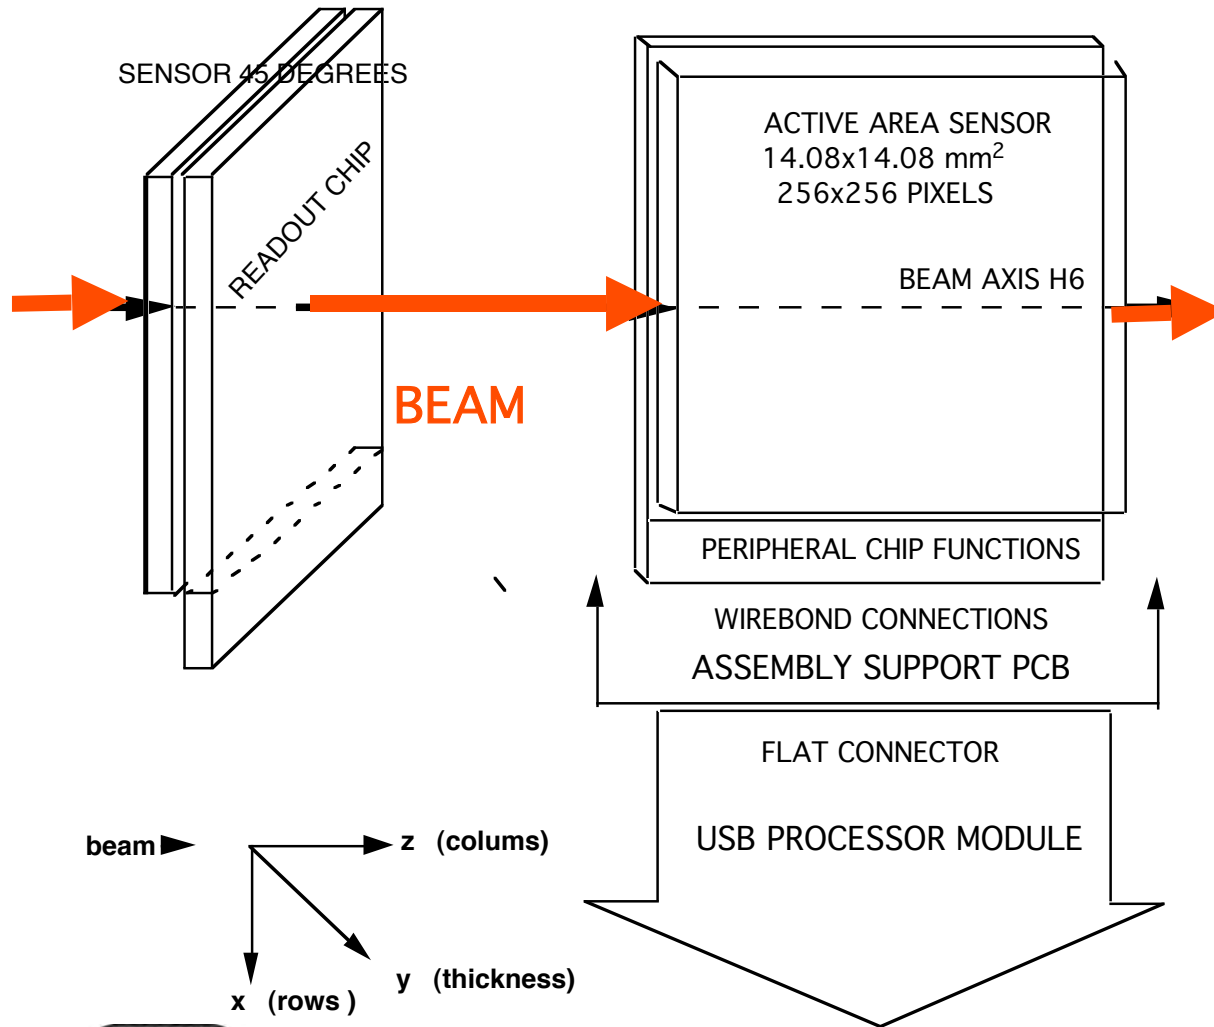 SENSOR 45 DEGREES
READOUT CHIP
ACTIVE AREA SENSOR
14.08x14.08 mm²
256x256 PIXELS
BEAM AXIS H6
BEAM
PERIPHERAL CHIP FUNCTIONS
WIREBOND CONNECTIONS
ASSEMBLY SUPPORT PCB
FLAT CONNECTOR
USB PROCESSOR MODULE
beam
z (colums)
y (thickness)
x (rows )